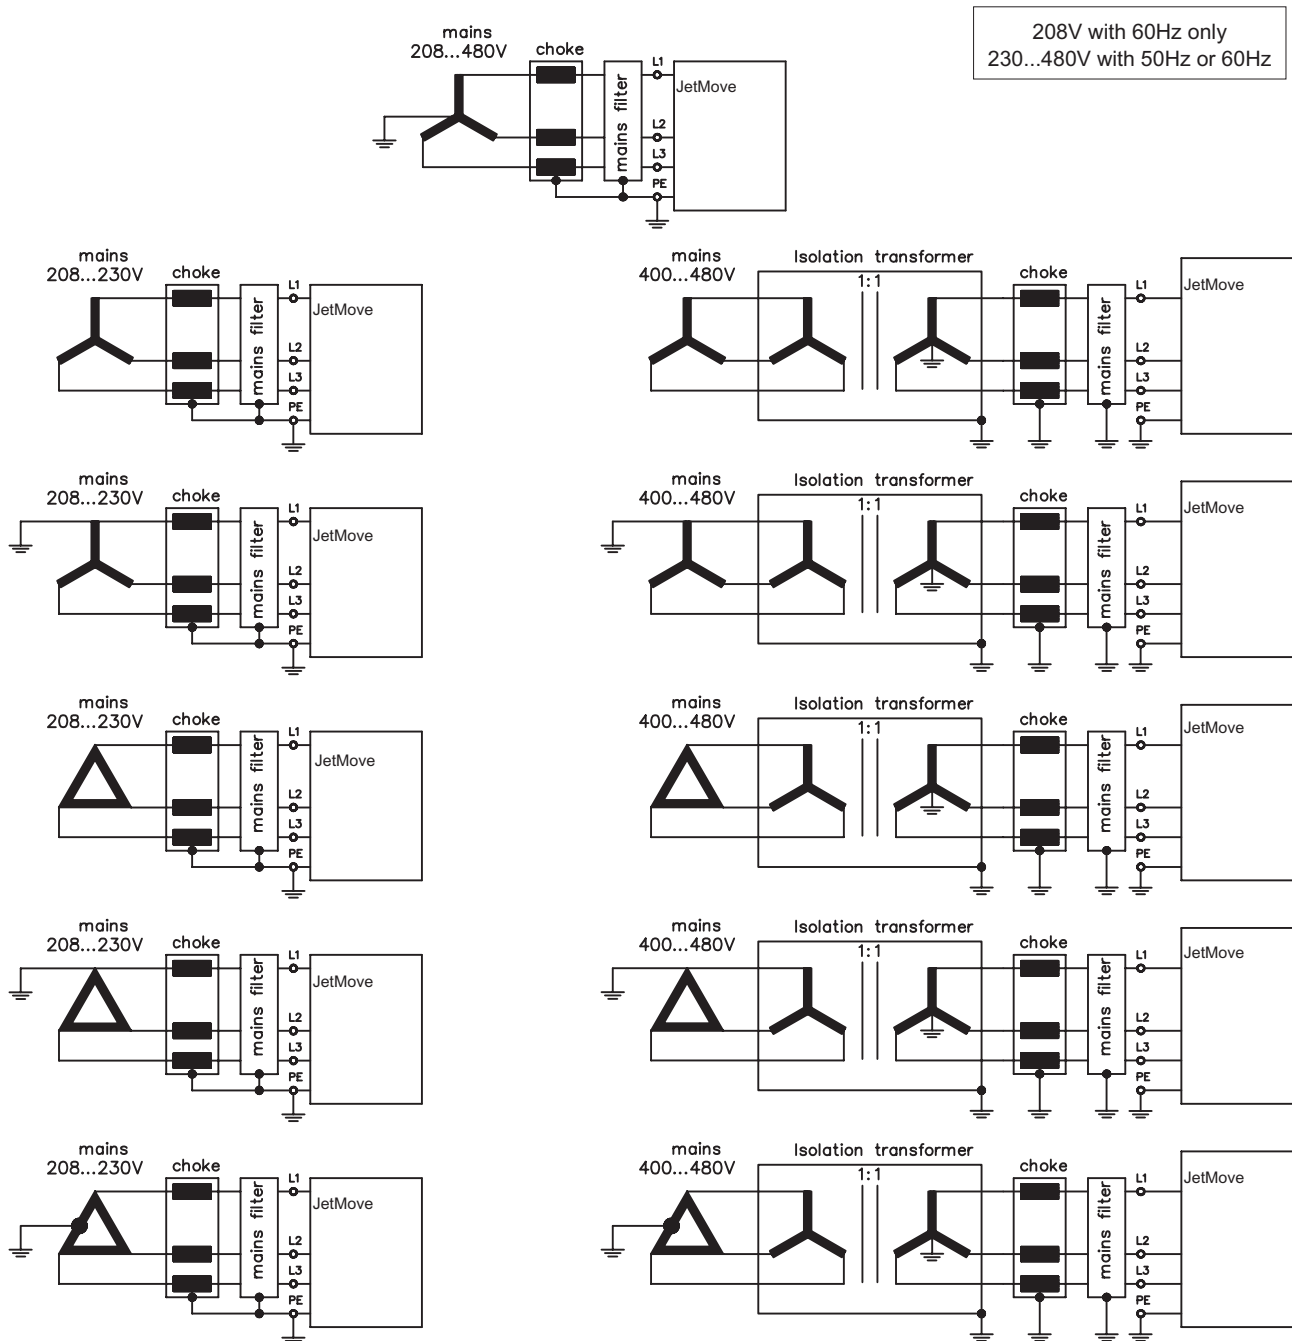 208V with 60Hz only
230...480V with 50Hz or 60Hz
mains
208...480V
choke
mains filter
L1
L2
L3
PE
JetMove
mains
208...230V
choke
mains filter
L1
L2
L3
PE
JetMove
mains
400...480V
Isolation transformer
1:1
choke
mains filter
L1
L2
L3
PE
JetMove
mains
208...230V
choke
mains filter
L1
L2
L3
PE
JetMove
mains
400...480V
Isolation transformer
1:1
choke
mains filter
L1
L2
L3
PE
JetMove
mains
208...230V
choke
mains filter
L1
L2
L3
PE
JetMove
mains
400...480V
Isolation transformer
1:1
choke
mains filter
L1
L2
L3
PE
JetMove
mains
208...230V
choke
mains filter
L1
L2
L3
PE
JetMove
mains
400...480V
Isolation transformer
1:1
choke
mains filter
L1
L2
L3
PE
JetMove
mains
208...230V
choke
mains filter
L1
L2
L3
PE
JetMove
mains
400...480V
Isolation transformer
1:1
choke
mains filter
L1
L2
L3
PE
JetMove